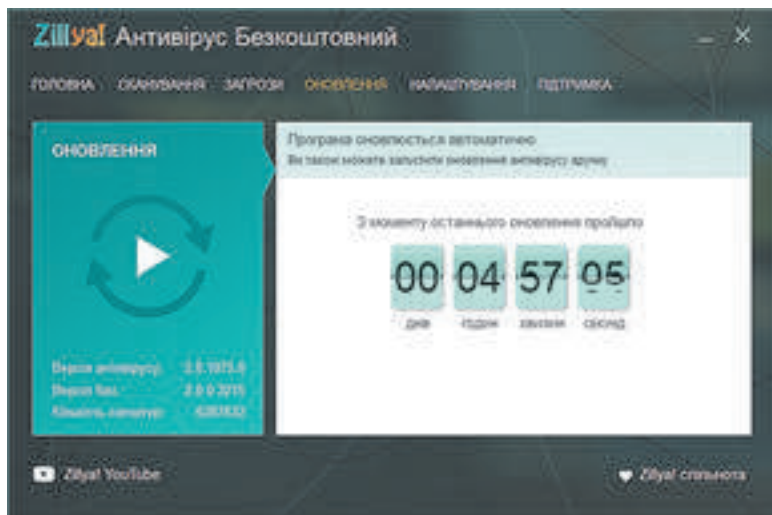 Zillya! Антивірус Безкоштовний
ГОЛОВНА СКАНУВАННЯ ЗАГРОЗИ ОНОВЛЕННЯ НАЛАШТУВАННЯ ПІДТРИМКА
ОНОВЛЕННЯ
Програма оновлюється автоматично
Ви також можете запустити оновлення антивірусу вручну
З моменту останнього оновлення пройшло
00 04 57 05
днів годин хвилин секунд
Версія антивірусу:
Версія баз:
Кількість сигнатур:
Zillya! YouTube
Zillya! спільнота